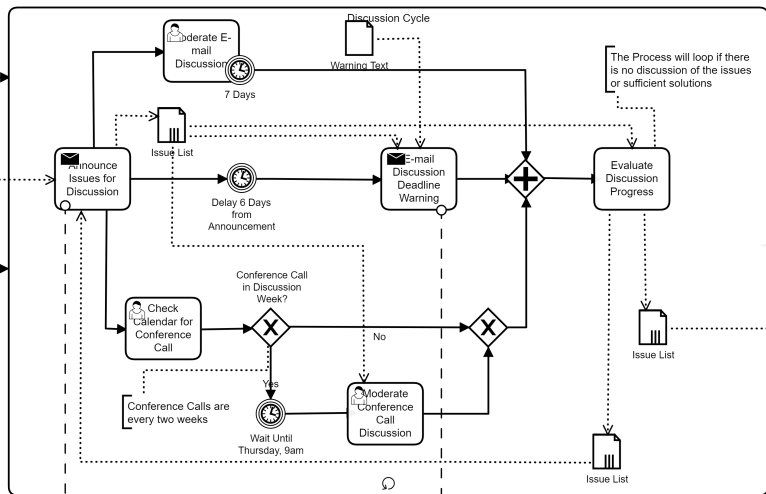 Discussion Cycle
Moderate E-
mail
Discussion
7 Days
Warning Text
The Process will loop if there
is no discussion of the issues
or sufficient solutions
Issue List
Announce
Issues for
Discussion
Delay 6 Days
from
Announcement
E-mail
Discussion
Deadline
Warning
Evaluate
Discussion
Progress
Conference Call
in Discussion
Week?
Check
Calendar for
Conference
Call
No
Issue List
Yes
Conference Calls are
every two weeks
Wait Until
Thursday, 9am
Moderate
Conference
Call
Discussion
Issue List